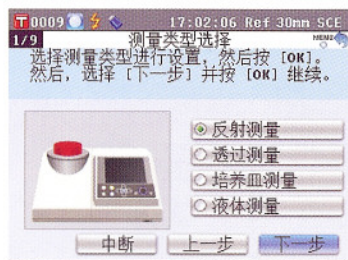 T 0009 17:02:06 Ref 30mm SCE
1/9 测量类型选择 MEMU
选择测量类型进行设置，然后按 [OK]。
然后，选择 [下一步] 并按 [OK] 继续。
反射测量
透过测量
培养皿测量
液体测量
中断 上一步 下一步